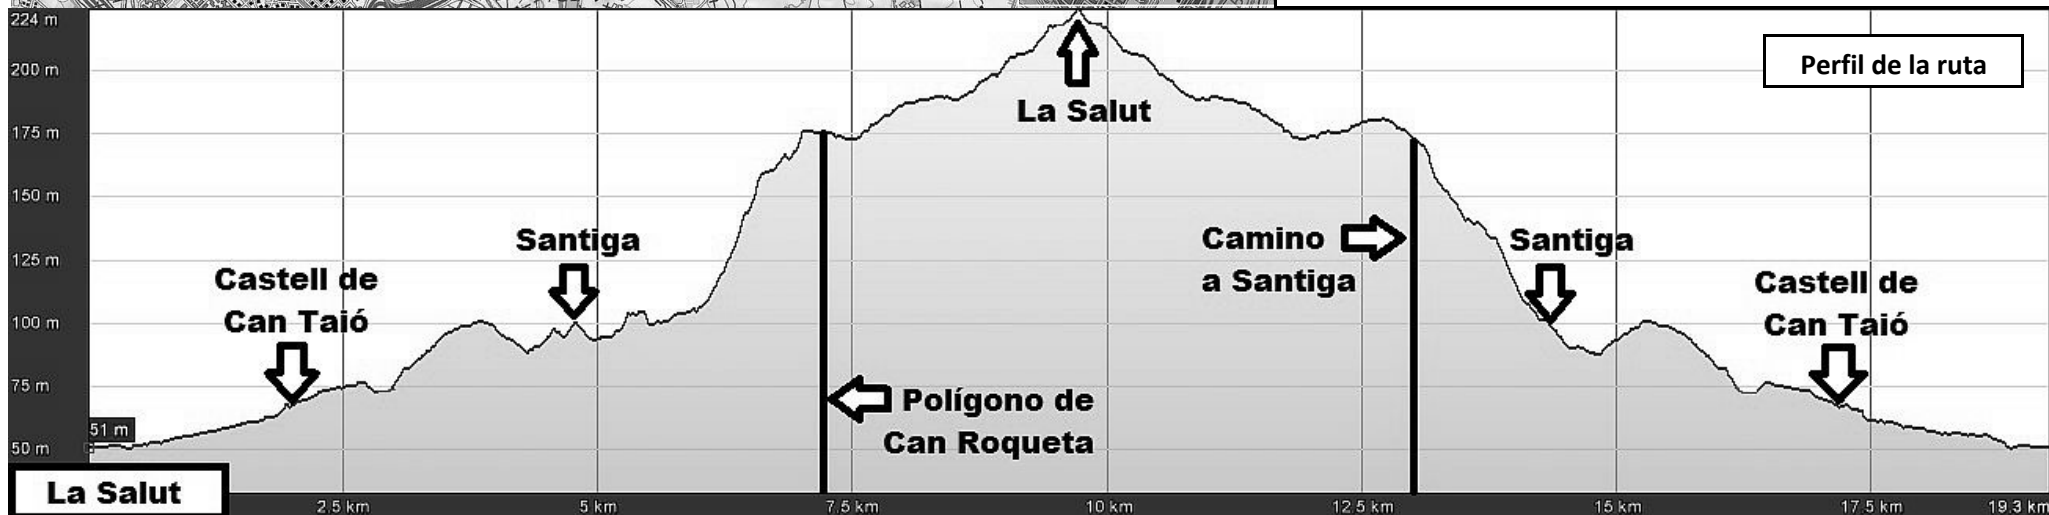 224 m
200 m
175 m
150 m
125 m
100 m
75 m
50 m
51 m
Perfil de la ruta
La Salut
Castell de
Can Taió
Santiga
Polígono de
Can Roqueta
Camino
a Santiga
Santiga
Castell de
Can Taió
La Salut
2.5 km
5 km
7.5 km
10 km
12.5 km
15 km
17.5 km
19.3 km